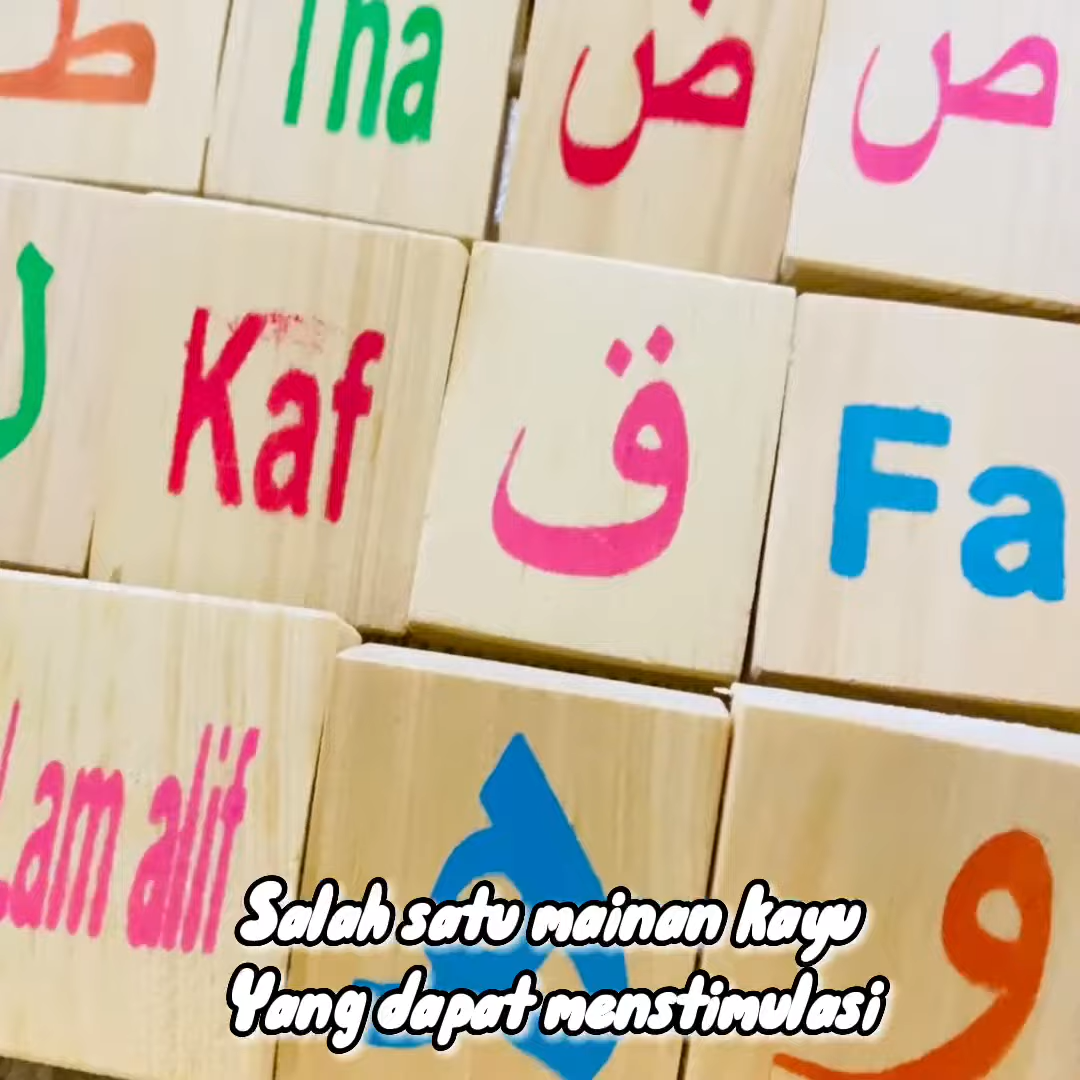 ط Tha ض ص
ل Kaf ق Fa
Lam alif ه و
Salah satu mainan kayu
Yang dapat menstimulasi